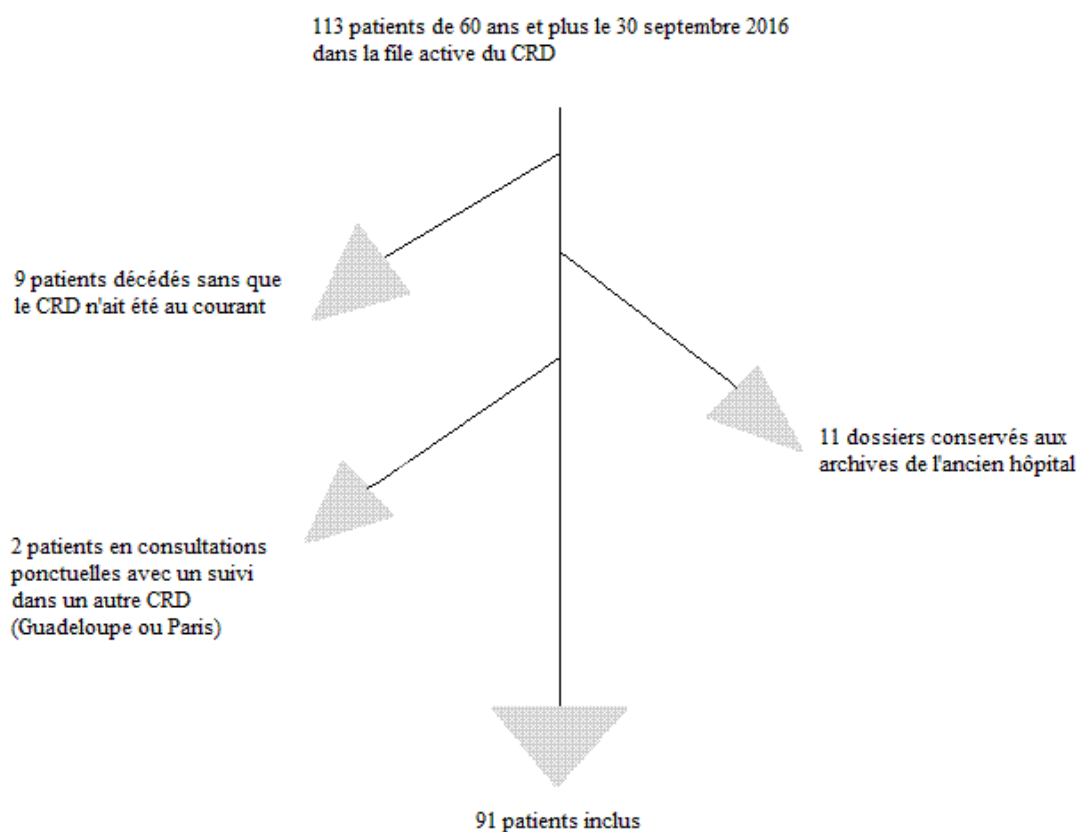 113 patients de 60 ans et plus le 30 septembre 2016
dans la file active du CRD
9 patients décédés sans que
le CRD n'ait été au courant
11 dossiers conservés aux
archives de l'ancien hôpital
2 patients en consultations
ponctuelles avec un suivi
dans un autre CRD
(Guadeloupe ou Paris)
91 patients inclus